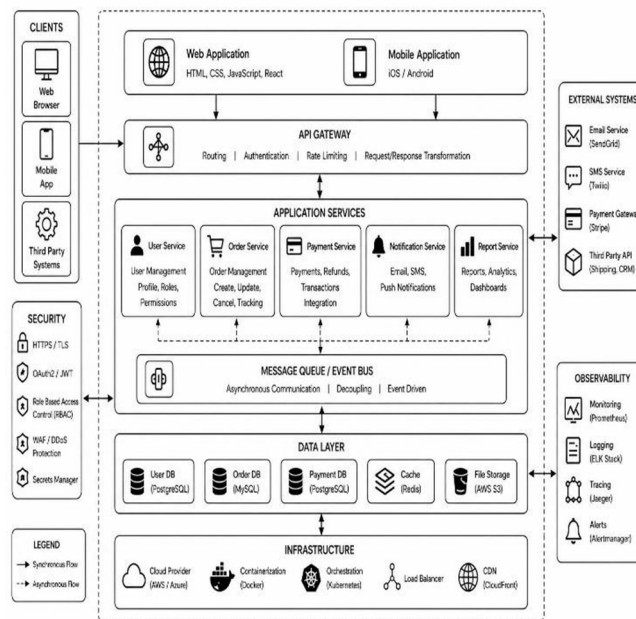 CLIENTS
Web
Browser
Mobile
App
Third Party
Systems
SECURITY
HTTPS / TLS
OAuth2 / JWT
Role Based Access
Control (RBAC)
WAF / DDoS
Protection
Secrets Manager
LEGEND
Synchronous Flow
Asynchronous Flow
Web Application
HTML, CSS, JavaScript, React
Mobile Application
iOS / Android
API GATEWAY
Routing | Authentication | Rate Limiting | Request/Response Transformation
APPLICATION SERVICES
User Service
User Management
Profile, Roles,
Permissions
Order Service
Order Management
Create, Update,
Cancel, Tracking
Payment Service
Payments, Refunds,
Transactions
Integration
Notification Service
Email, SMS,
Push Notifications
Report Service
Reports, Analytics,
Dashboards
MESSAGE QUEUE / EVENT BUS
Asynchronous Communication | Decoupling | Event Driven
DATA LAYER
User DB
(PostgreSQL)
Order DB
(MySQL)
Payment DB
(PostgreSQL)
Cache
(Redis)
File Storage
(AWS S3)
INFRASTRUCTURE
Cloud Provider
(AWS / Azure)
Containerization
(Docker)
Orchestration
(Kubernetes)
Load Balancer
CDN
(CloudFront)
EXTERNAL SYSTEMS
Email Service
(SendGrid)
SMS Service
(Twilio)
Payment Gateway
(Stripe)
Third Party API
(Shipping, CRM)
OBSERVABILITY
Monitoring
(Prometheus)
Logging
(ELK Stack)
Tracing
(Jaeger)
Alerts
(Alertmanager)